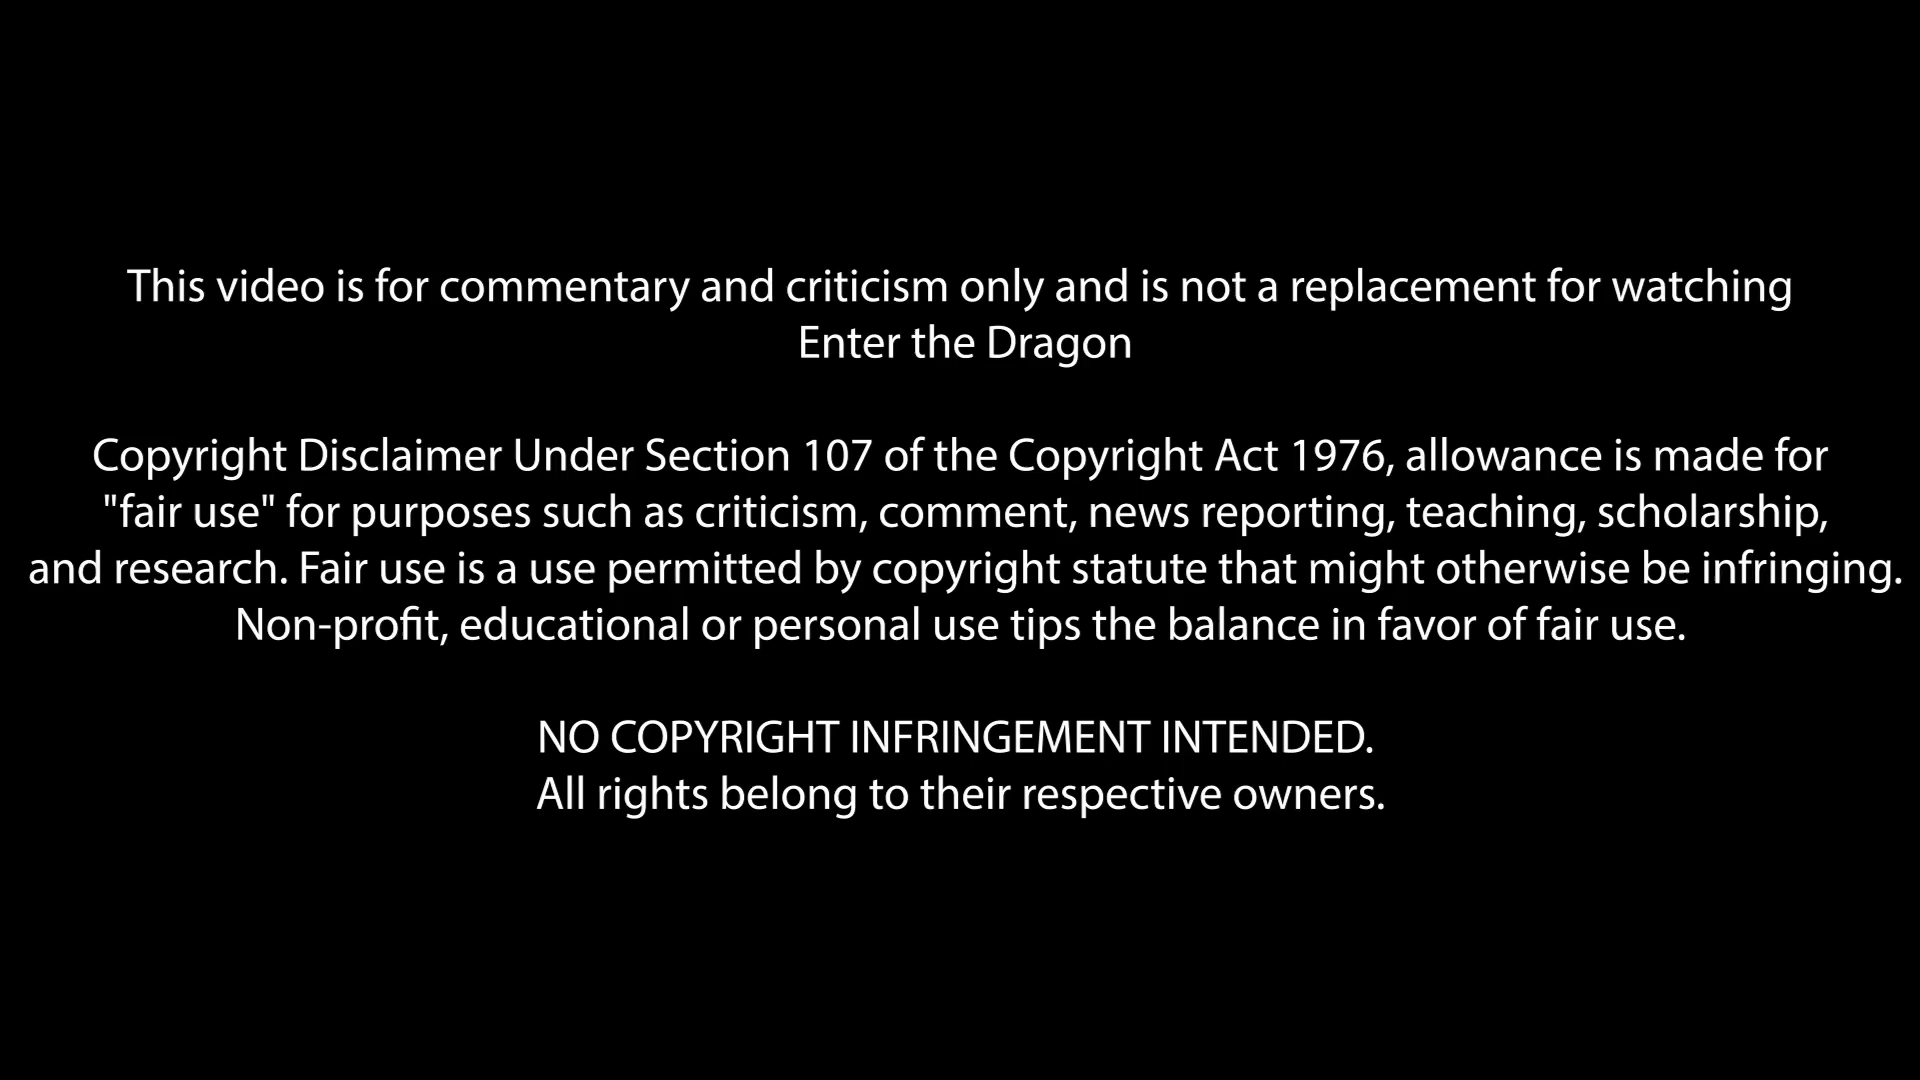 This video is for commentary and criticism only and is not a replacement for watching
Enter the Dragon
Copyright Disclaimer Under Section 107 of the Copyright Act 1976, allowance is made for
"fair use" for purposes such as criticism, comment, news reporting, teaching, scholarship,
and research. Fair use is a use permitted by copyright statute that might otherwise be infringing.
Non-profit, educational or personal use tips the balance in favor of fair use.
NO COPYRIGHT INFRINGEMENT INTENDED.
All rights belong to their respective owners.